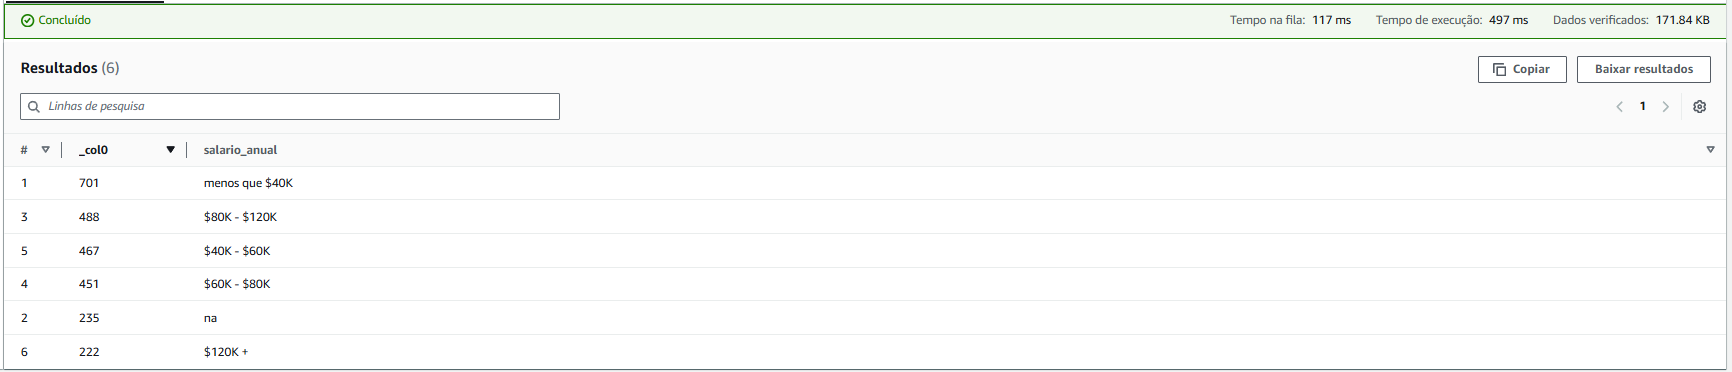 Concluído Tempo na fila: 117 ms Tempo de execução: 497 ms Dados verificados: 171.84 KB
Resultados (6) Copiar Baixar resultados
Linhas de pesquisa 1
# _col0 salario_anual
1 701 menos que $40K
3 488 $80K - $120K
5 467 $40K - $60K
4 451 $60K - $80K
2 235 na
6 222 $120K +